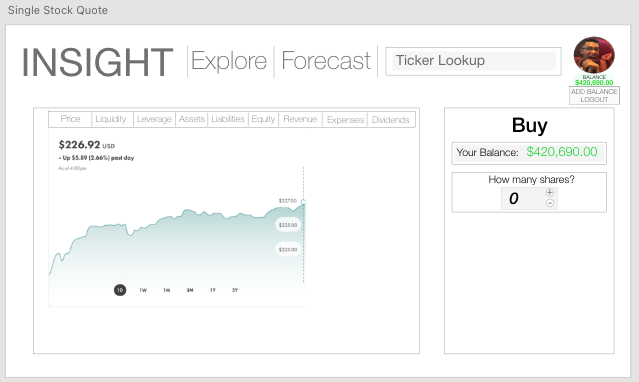 Single Stock Quote
INSIGHT Explore Forecast Ticker Lookup
BALANCE
$420,690.00
ADD BALANCE
LOGOUT
Price Liquidity Leverage Assets Liabilities Equity Revenue Expenses Dividends
$226.92 USD
• Up $5.89 (2.66%) past day
As of 4:00pm
$227.00
$225.00
$223.00
1D 1W 1M 3M 1Y 5Y
Buy
Your Balance: $420,690.00
How many shares?
0
+
−